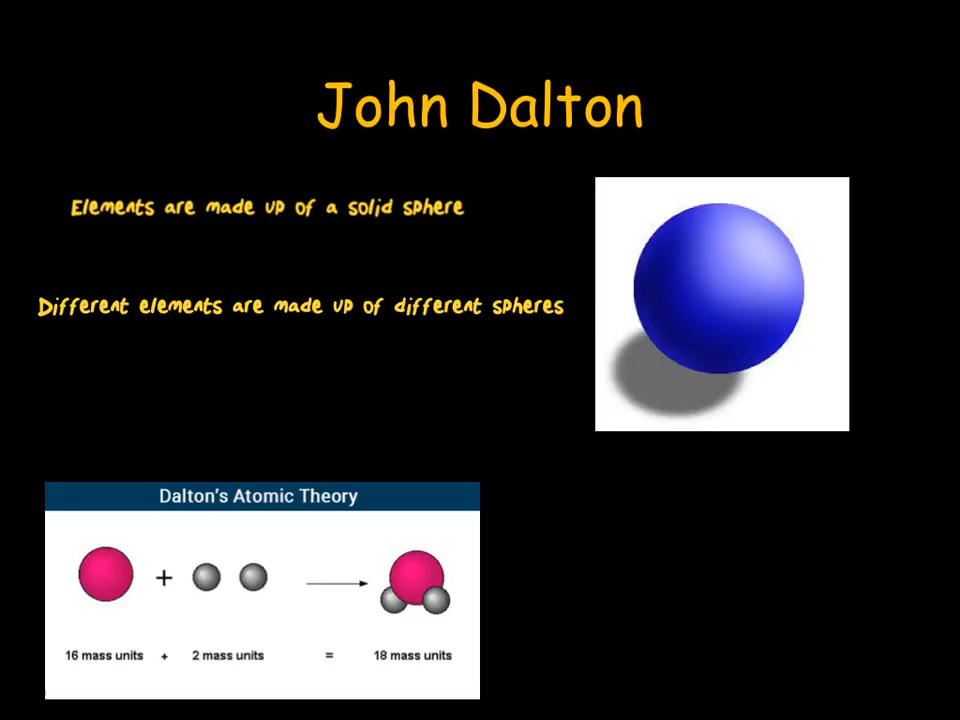 John Dalton
Elements are made up of a solid sphere
Different elements are made up of different spheres
Dalton's Atomic Theory
+
16 mass units + 2 mass units = 18 mass units